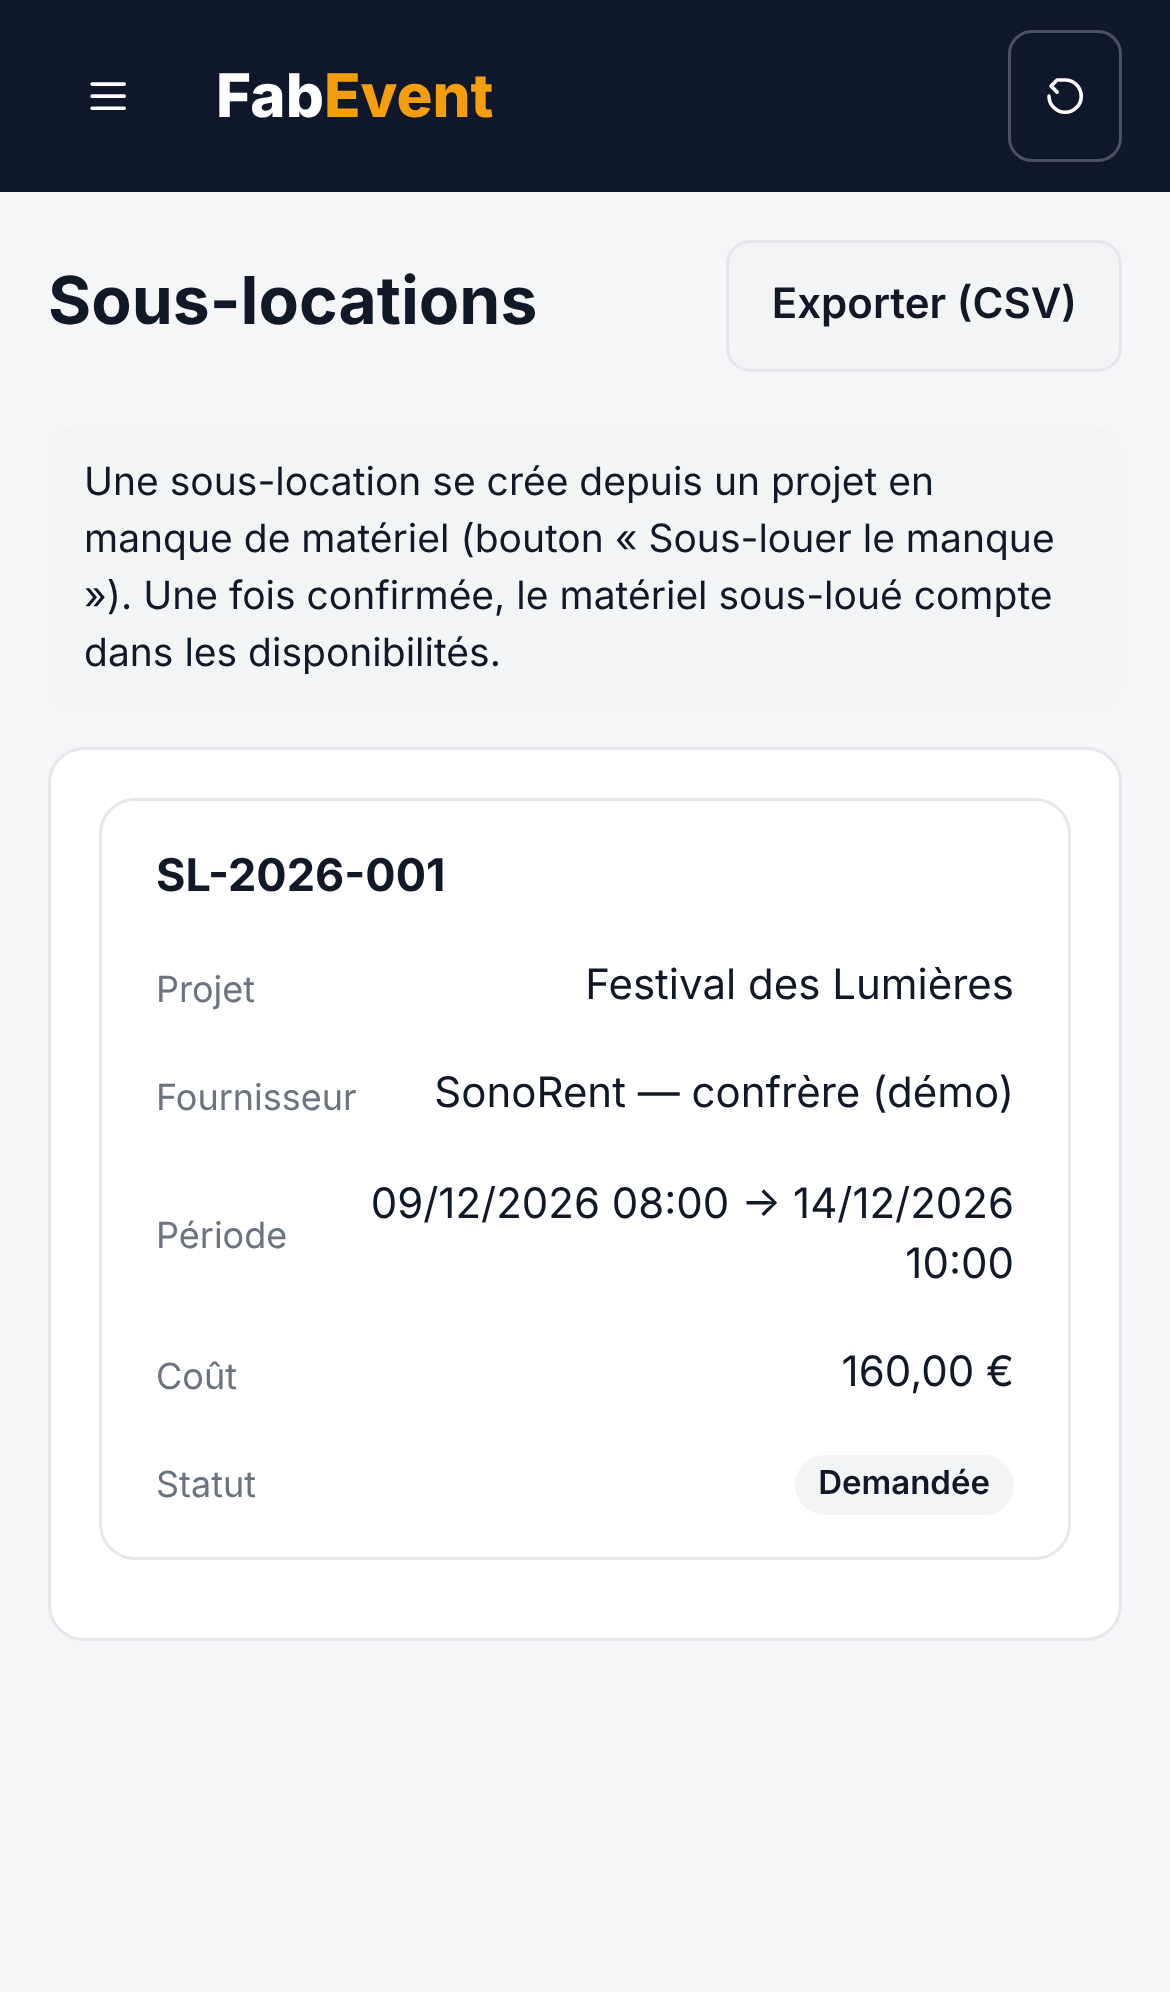 FabEvent
Sous-locations
Exporter (CSV)
Une sous-location se crée depuis un projet en
manque de matériel (bouton « Sous-louer le manque
»). Une fois confirmée, le matériel sous-loué compte
dans les disponibilités.
SL-2026-001
Projet Festival des Lumières
Fournisseur SonoRent — confrère (démo)
Période 09/12/2026 08:00 → 14/12/2026
10:00
Coût 160,00 €
Statut Demandée